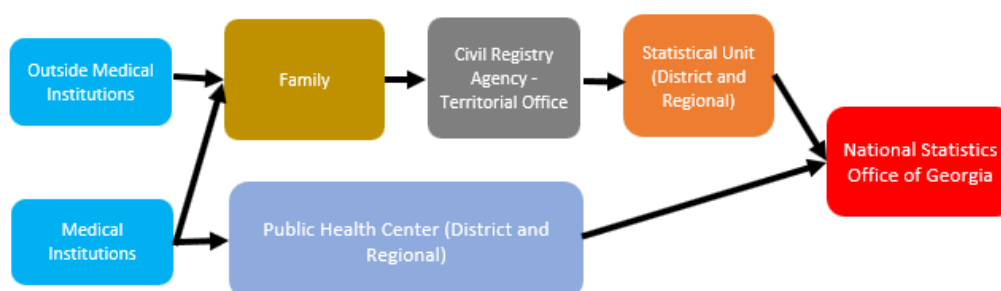 Outside Medical
Institutions
Family
Civil Registry
Agency -
Territorial Office
Statistical Unit
(District and
Regional)
National Statistics
Office of Georgia
Medical
Institutions
Public Health Center (District and
Regional)